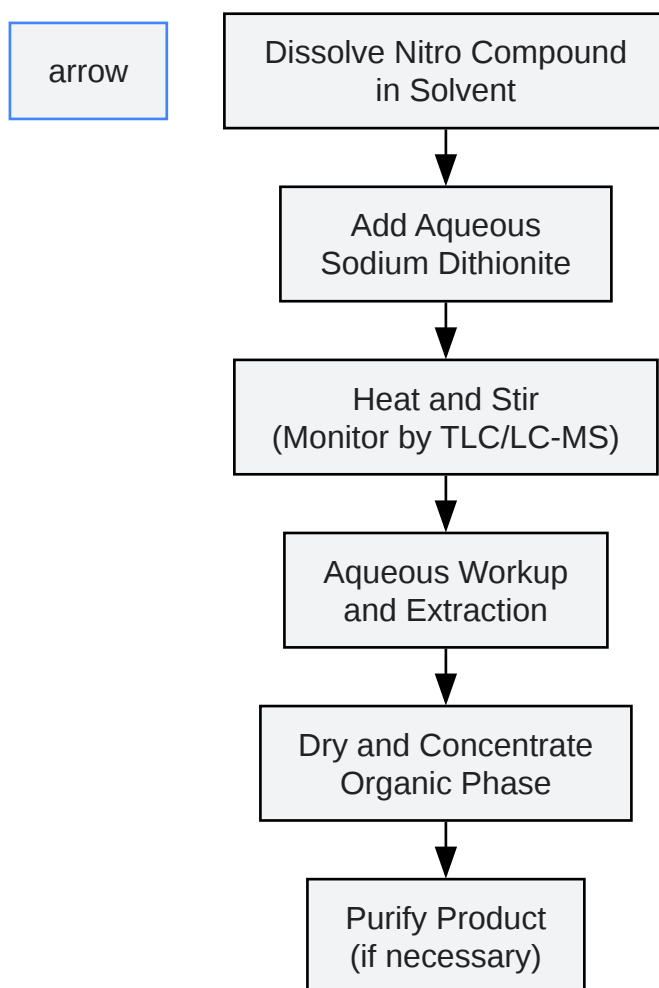 arrow
Dissolve Nitro Compound
in Solvent
Add Aqueous
Sodium Dithionite
Heat and Stir
(Monitor by TLC/LC-MS)
Aqueous Workup
and Extraction
Dry and Concentrate
Organic Phase
Purify Product
(if necessary)